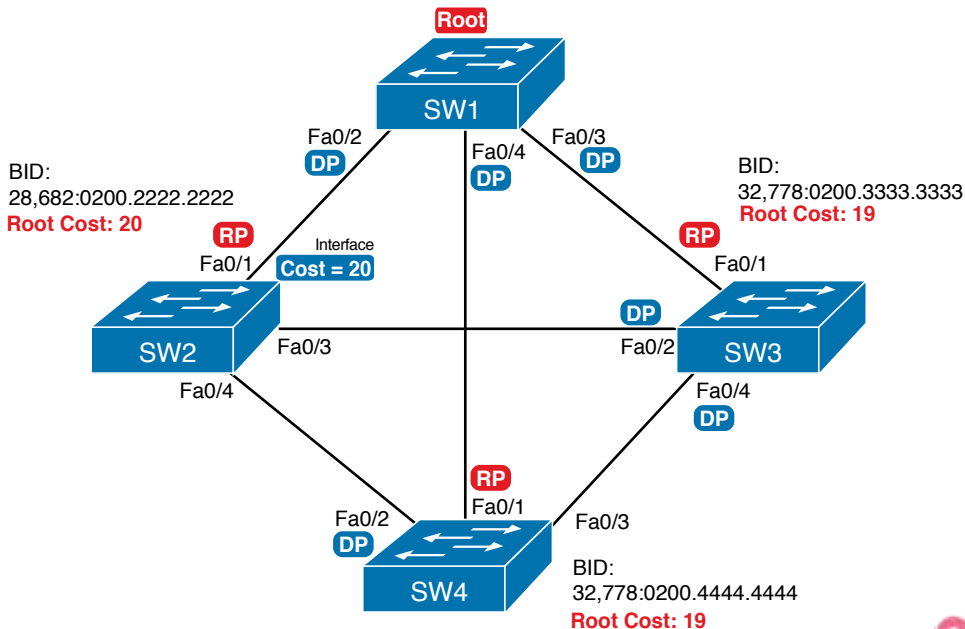 Root
SW1
Fa0/2
DP
Fa0/4
DP
Fa0/3
DP
BID:
28,682:0200.2222.2222
Root Cost: 20
BID:
32,778:0200.3333.3333
Root Cost: 19
RP
Fa0/1
Interface
Cost = 20
RP
Fa0/1
SW2
Fa0/3
Fa0/4
DP
Fa0/2
SW3
Fa0/4
DP
RP
Fa0/1
Fa0/2
DP
Fa0/3
SW4
BID:
32,778:0200.4444.4444
Root Cost: 19